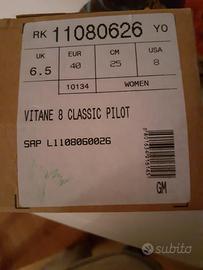 RK 11080626 YO
UK EUR CM USA
6.5 40 25 8
10134 WOMEN
VITANE 8 CLASSIC PILOT
SAP L1108060026
GM
subito